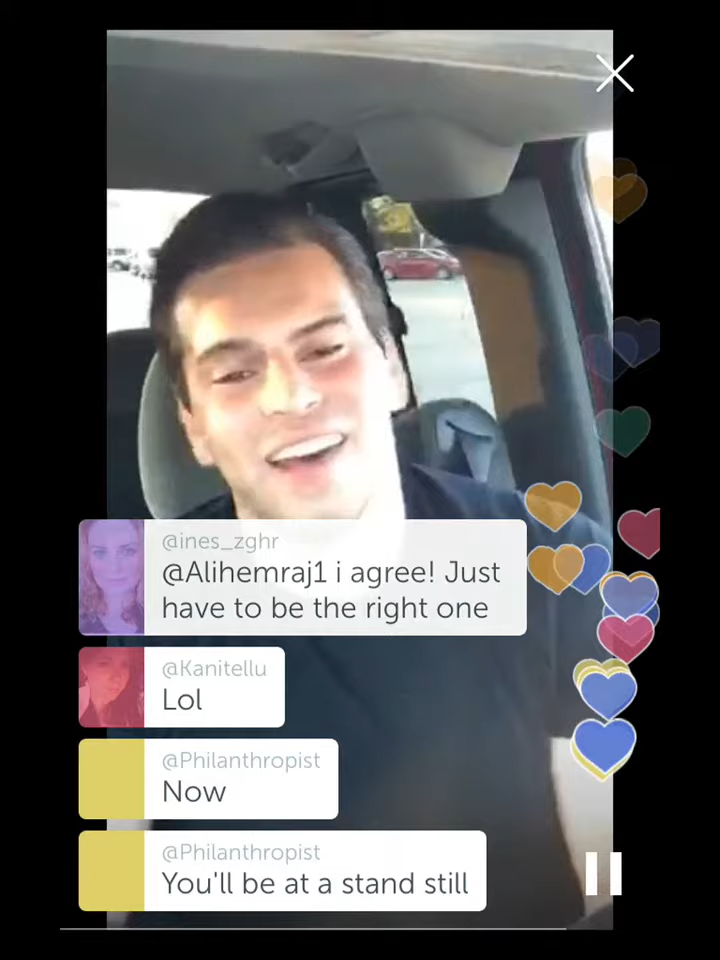 @ines_zghr
@Alihemraj1 i agree! Just
have to be the right one
@Kanitellu
Lol
@Philanthropist
Now
@Philanthropist
You'll be at a stand still